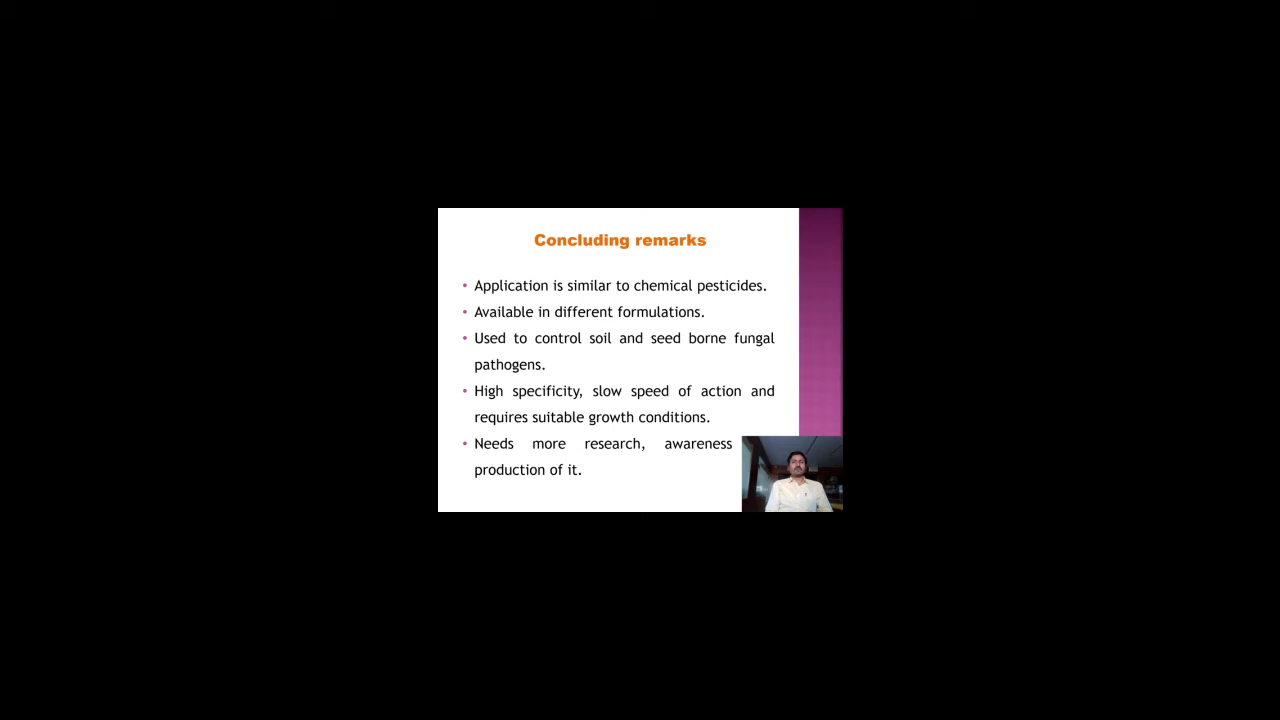 Concluding remarks
• Application is similar to chemical pesticides.
• Available in different formulations.
• Used to control soil and seed borne fungal
pathogens.
• High specificity, slow speed of action and
requires suitable growth conditions.
• Needs more research, awareness
production of it.